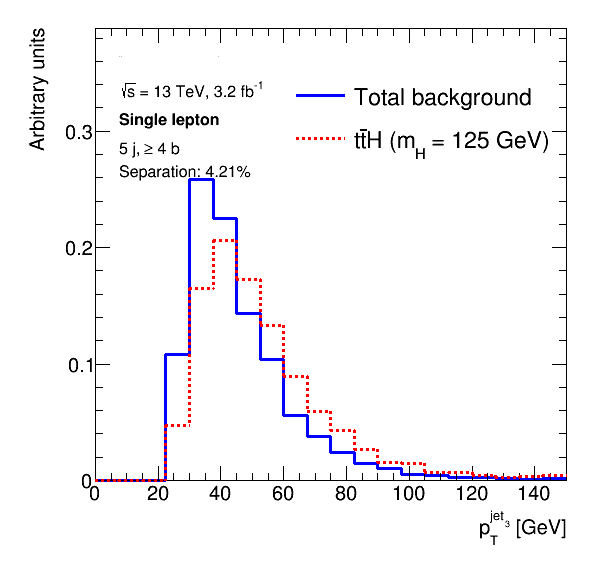 Arbitrary units
√s = 13 TeV, 3.2 fb⁻¹
Single lepton
5 j, ≥ 4 b
Separation: 4.21%
Total background
tt̄H (m_H = 125 GeV)
0.3
0.2
0.1
0
0 20 40 60 80 100 120 140
p_T^jet₃ [GeV]